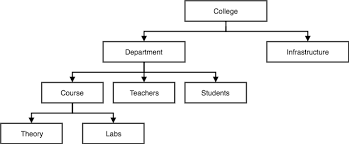 College
Department
Infrastructure
Course
Teachers
Students
Theory
Labs